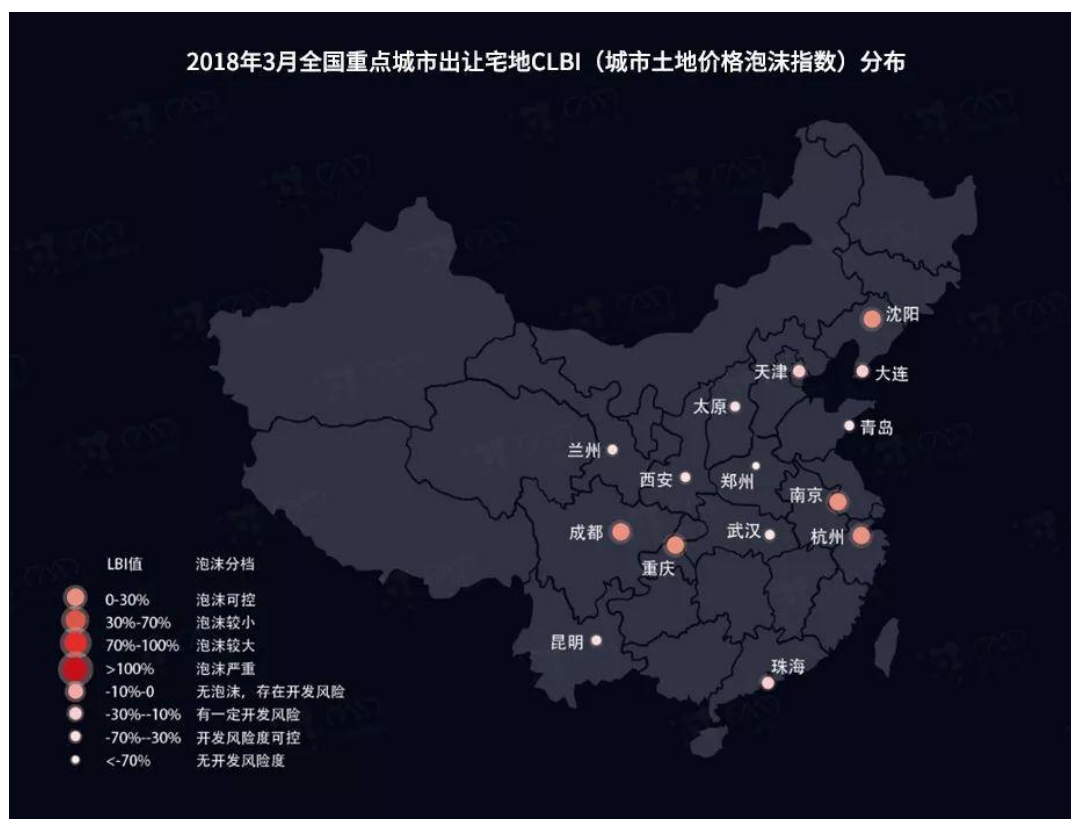 2018年3月全国重点城市出让宅地CLBI（城市土地价格泡沫指数）分布
沈阳
天津
大连
太原
青岛
兰州
西安
郑州
南京
成都
武汉
杭州
重庆
昆明
珠海
LBI值 泡沫分档
0-30% 泡沫可控
30%-70% 泡沫较小
70%-100% 泡沫较大
>100% 泡沫严重
-10%-0 无泡沫，存在开发风险
-30%--10% 有一定开发风险
-70%--30% 开发风险度可控
<-70% 无开发风险度